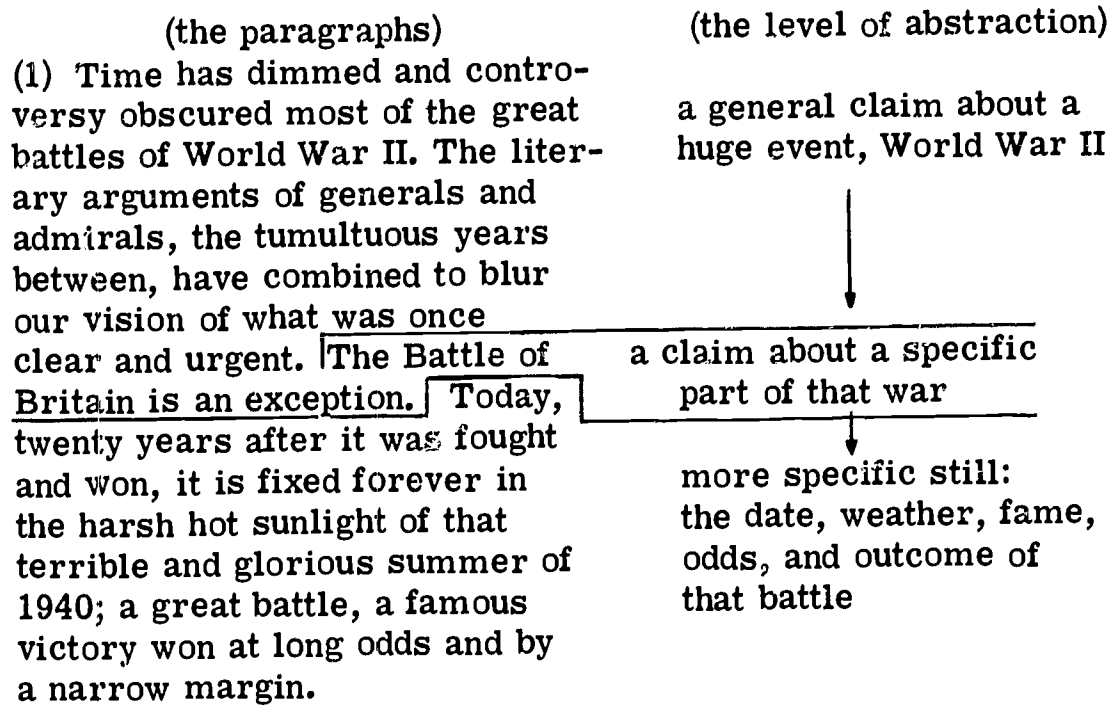 (the paragraphs)
(1) Time has dimmed and contro-
versy obscured most of the great
battles of World War II. The liter-
ary arguments of generals and
admirals, the tumultuous years
between, have combined to blur
our vision of what was once
clear and urgent. The Battle of
Britain is an exception. Today,
twenty years after it was fought
and won, it is fixed forever in
the harsh hot sunlight of that
terrible and glorious summer of
1940; a great battle, a famous
victory won at long odds and by
a narrow margin.
(the level of abstraction)
a general claim about a
huge event, World War II
a claim about a specific
part of that war
more specific still:
the date, weather, fame,
odds, and outcome of
that battle